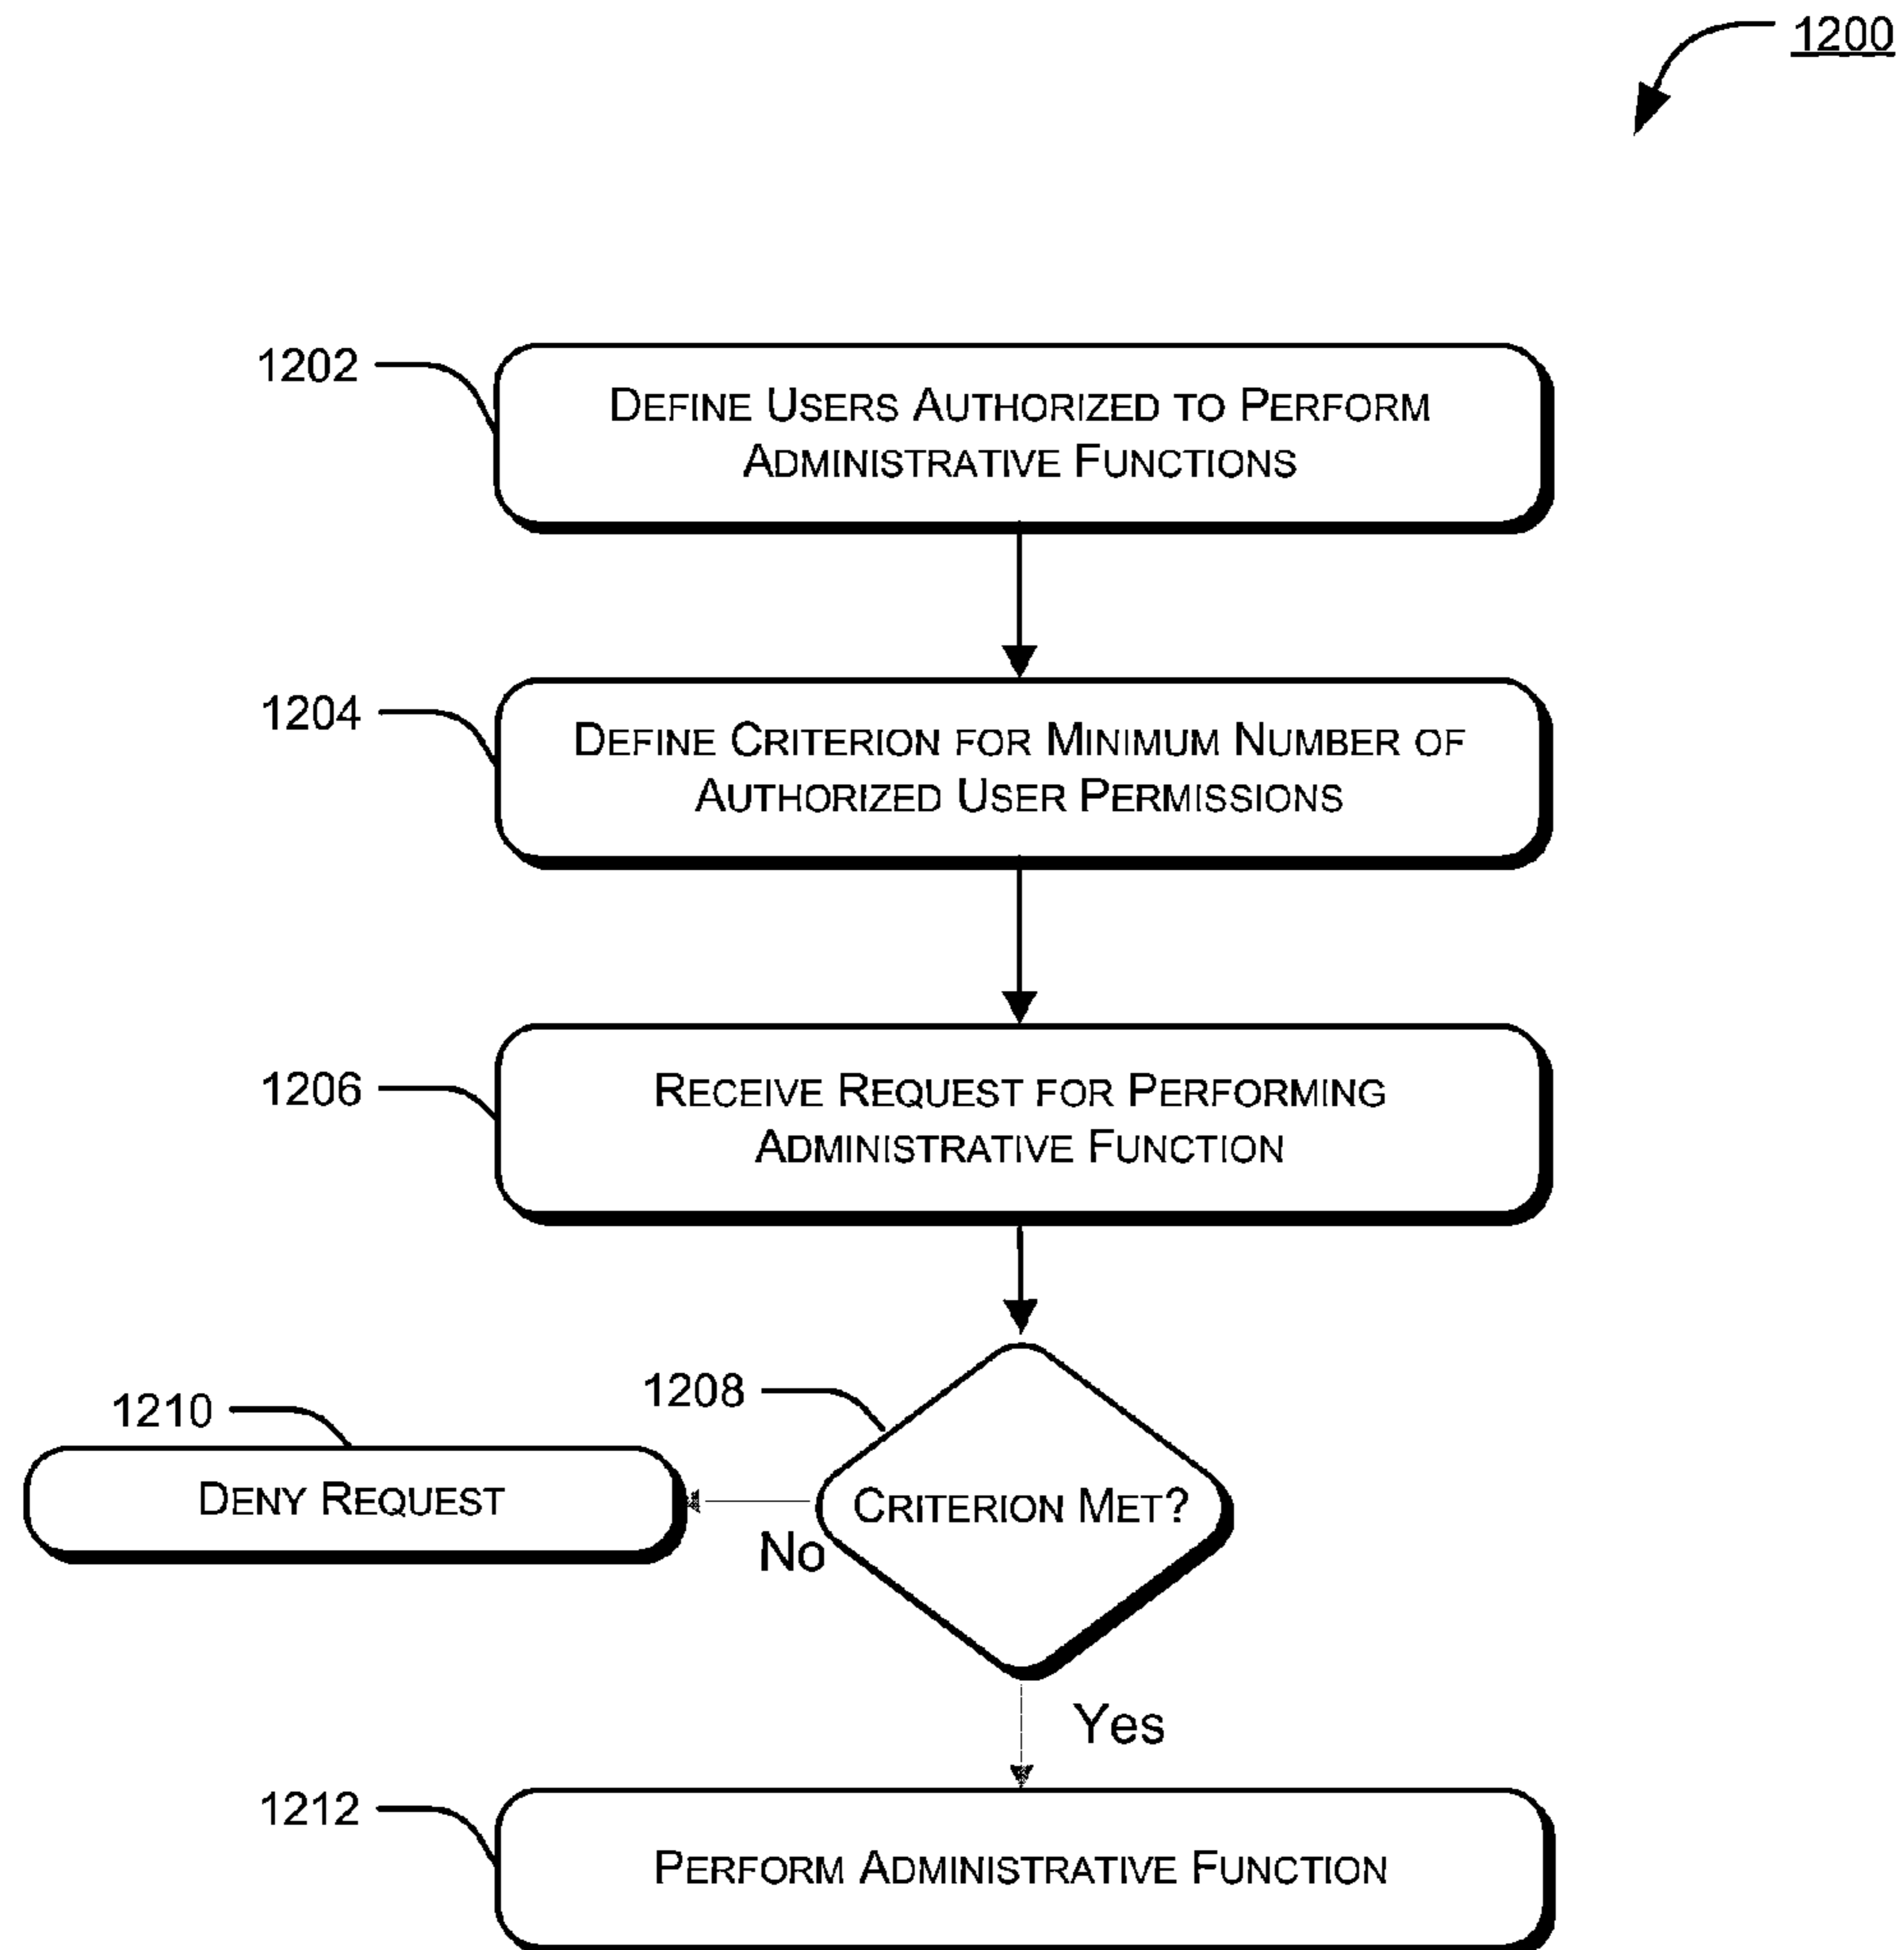 1200
1202
DEFINE USERS AUTHORIZED TO PERFORM
ADMINISTRATIVE FUNCTIONS
1204
DEFINE CRITERION FOR MINIMUM NUMBER OF
AUTHORIZED USER PERMISSIONS
1206
RECEIVE REQUEST FOR PERFORMING
ADMINISTRATIVE FUNCTION
1208
CRITERION MET?
1210
DENY REQUEST
No
Yes
1212
PERFORM ADMINISTRATIVE FUNCTION